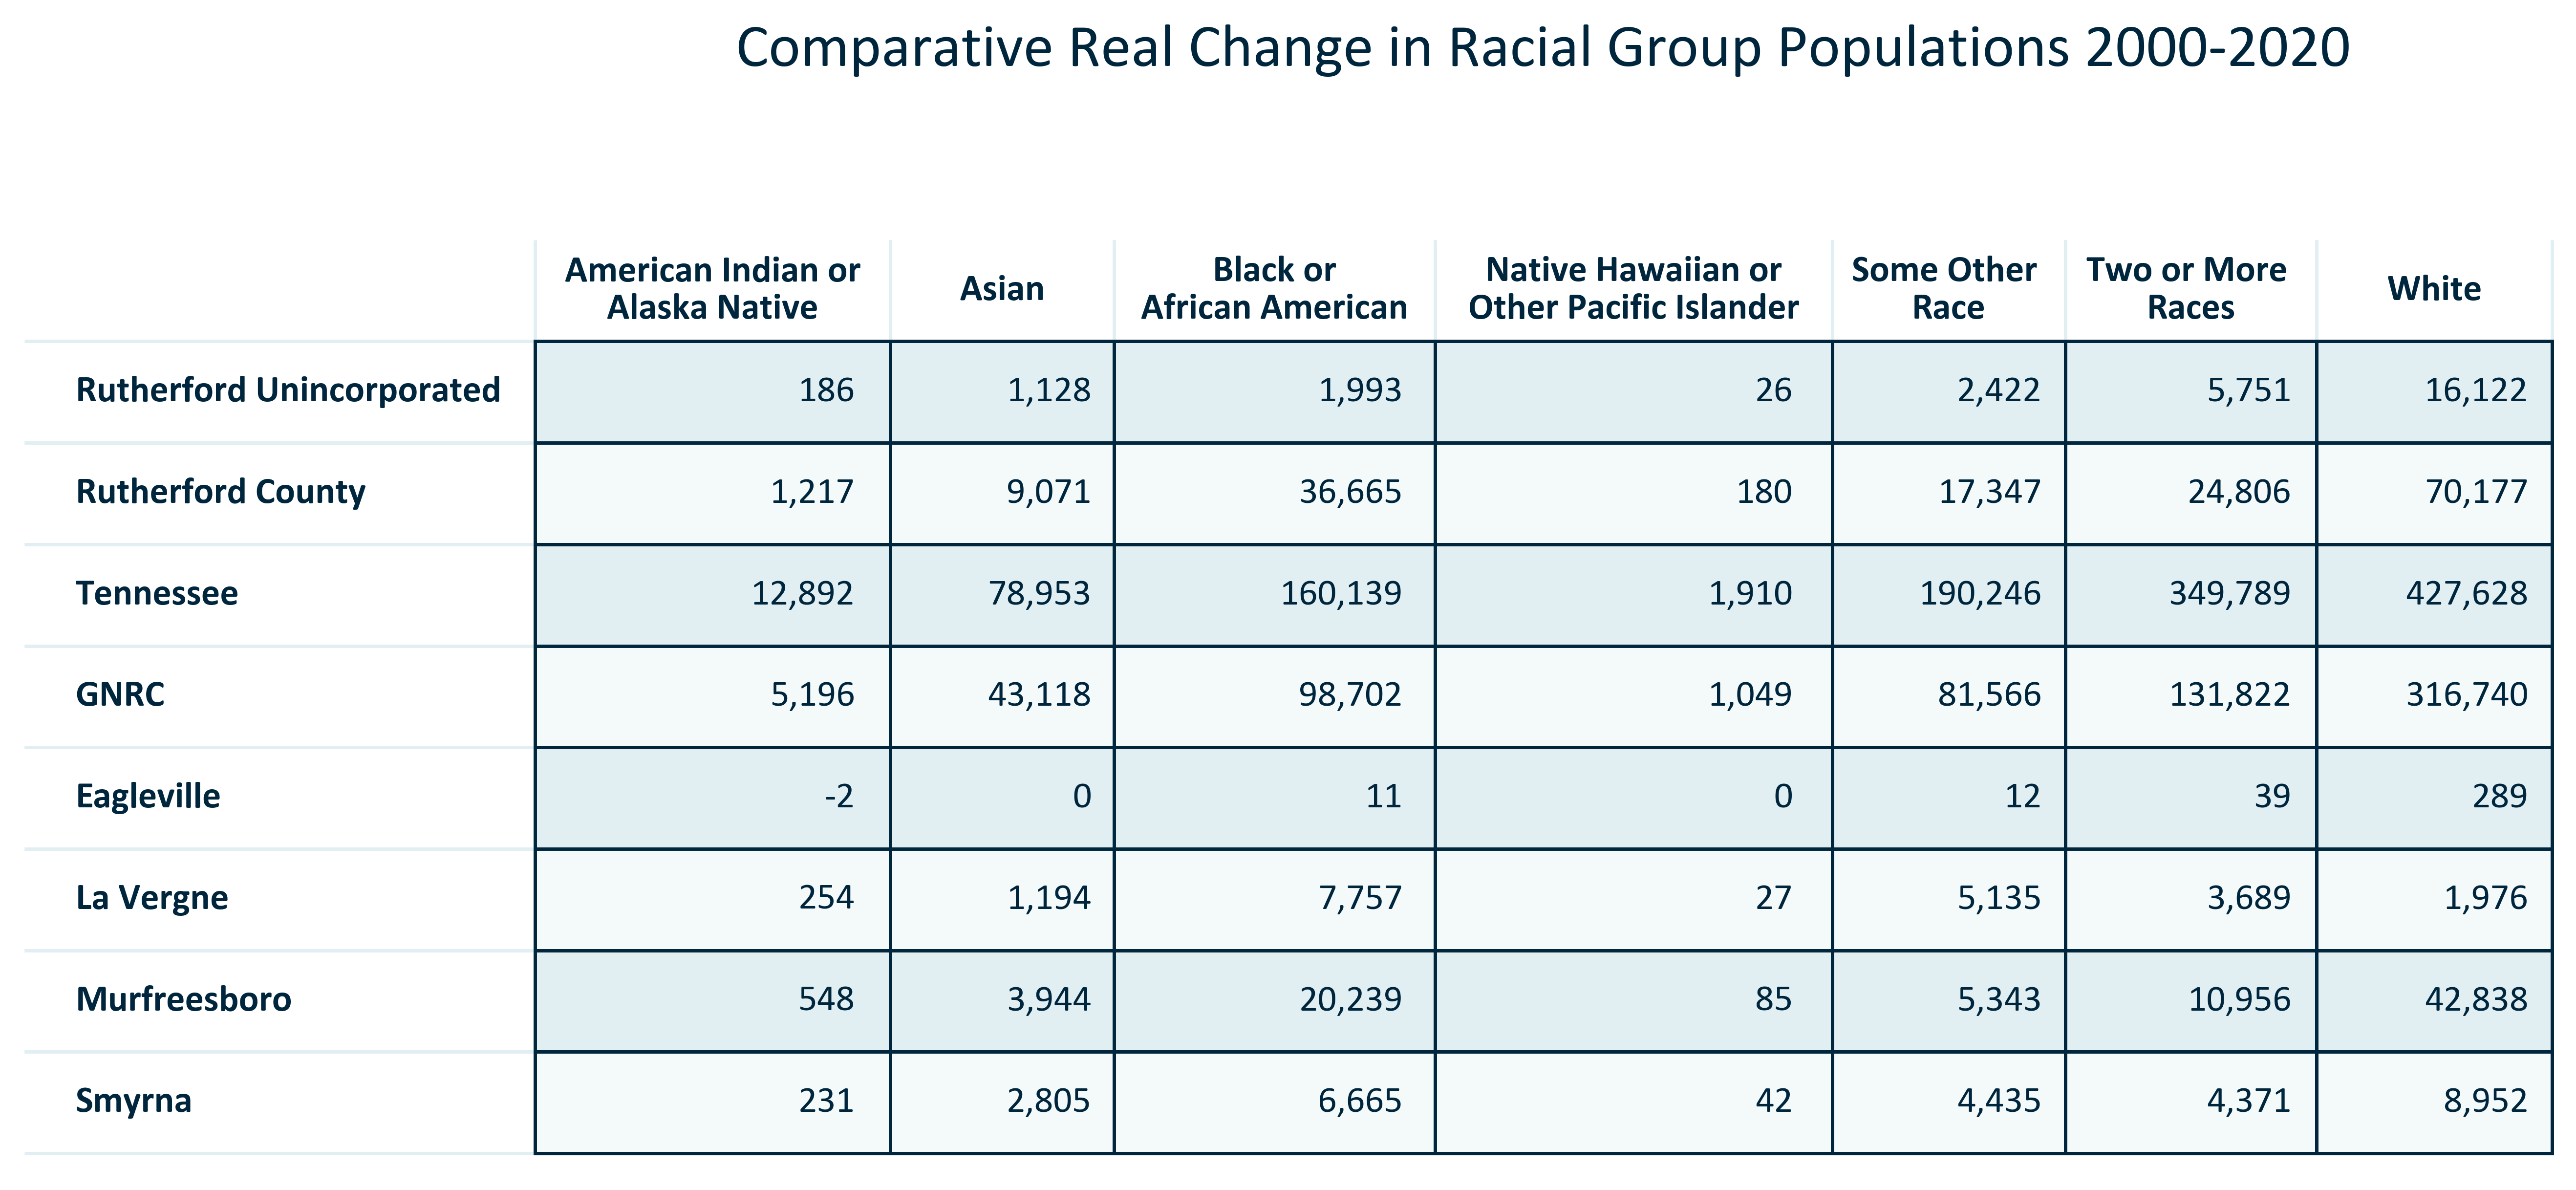 Comparative Real Change in Racial Group Populations 2000-2020
American Indian or Alaska Native Asian Black or African American Native Hawaiian or Other Pacific Islander Some Other Race Two or More Races White
Rutherford Unincorporated 186 1,128 1,993 26 2,422 5,751 16,122
Rutherford County 1,217 9,071 36,665 180 17,347 24,806 70,177
Tennessee 12,892 78,953 160,139 1,910 190,246 349,789 427,628
GNRC 5,196 43,118 98,702 1,049 81,566 131,822 316,740
Eagleville -2 0 11 0 12 39 289
La Vergne 254 1,194 7,757 27 5,135 3,689 1,976
Murfreesboro 548 3,944 20,239 85 5,343 10,956 42,838
Smyrna 231 2,805 6,665 42 4,435 4,371 8,952